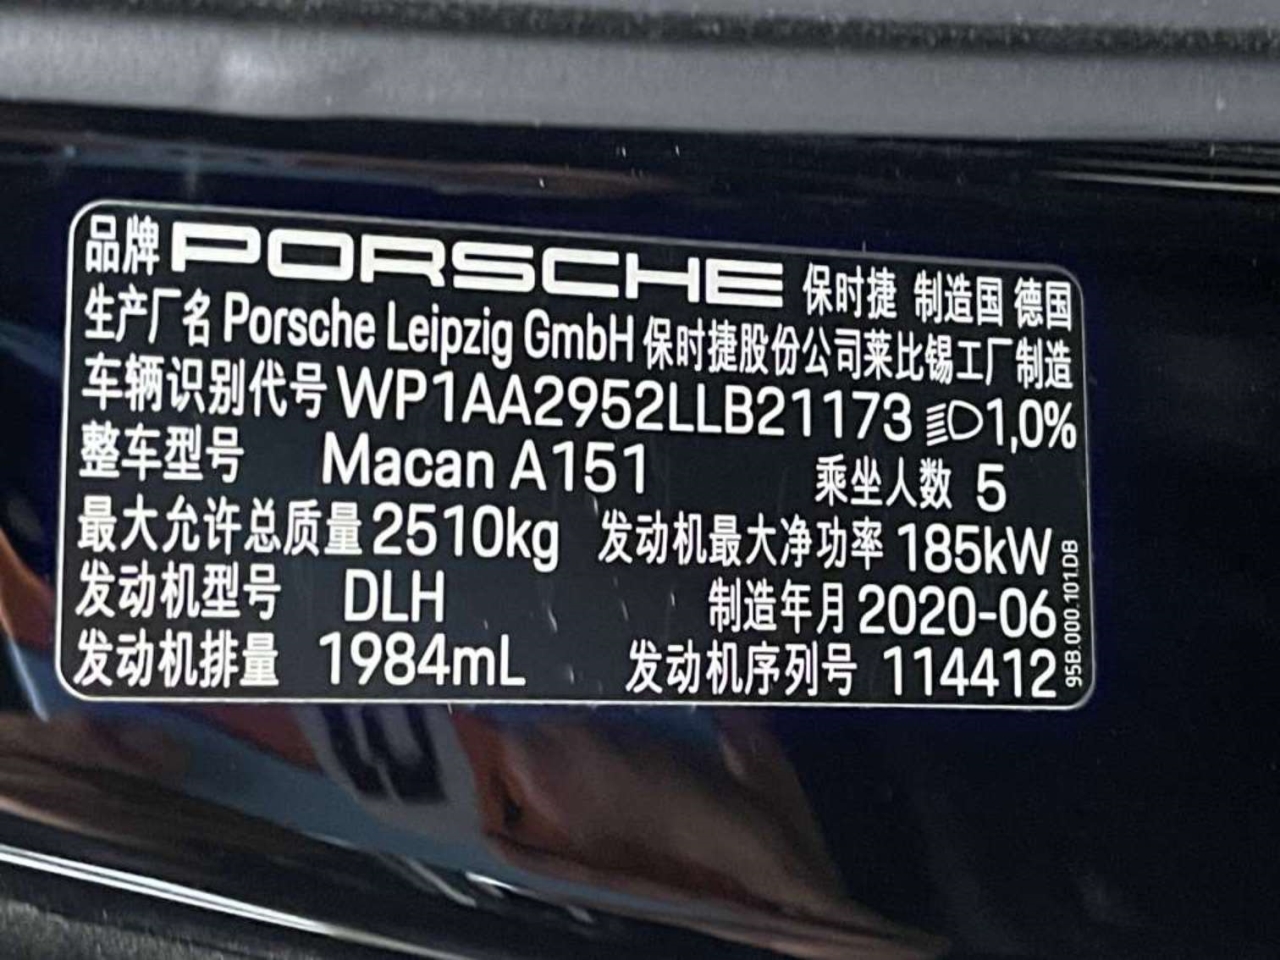 品牌 PORSCHE 保时捷 制造国 德国
生产厂名 Porsche Leipzig GmbH 保时捷股份公司莱比锡工厂制造
车辆识别代号 WP1AA2952LLB21173 1,0%
整车型号 Macan A151 乘坐人数 5
最大允许总质量 2510kg 发动机最大净功率 185kW
发动机型号 DLH 制造年月 2020-06
发动机排量 1984mL 发动机序列号 114412
95B.000.101.DB